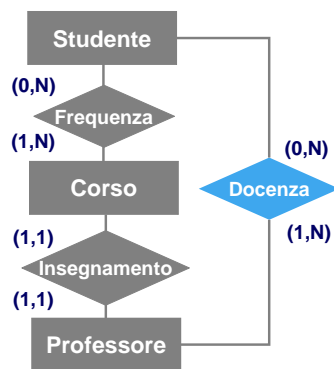 Studente
(0,N)
Frequenza
(1,N)
(0,N)
Corso
Docenza
(1,1)
(1,N)
Insegnamento
(1,1)
Professore